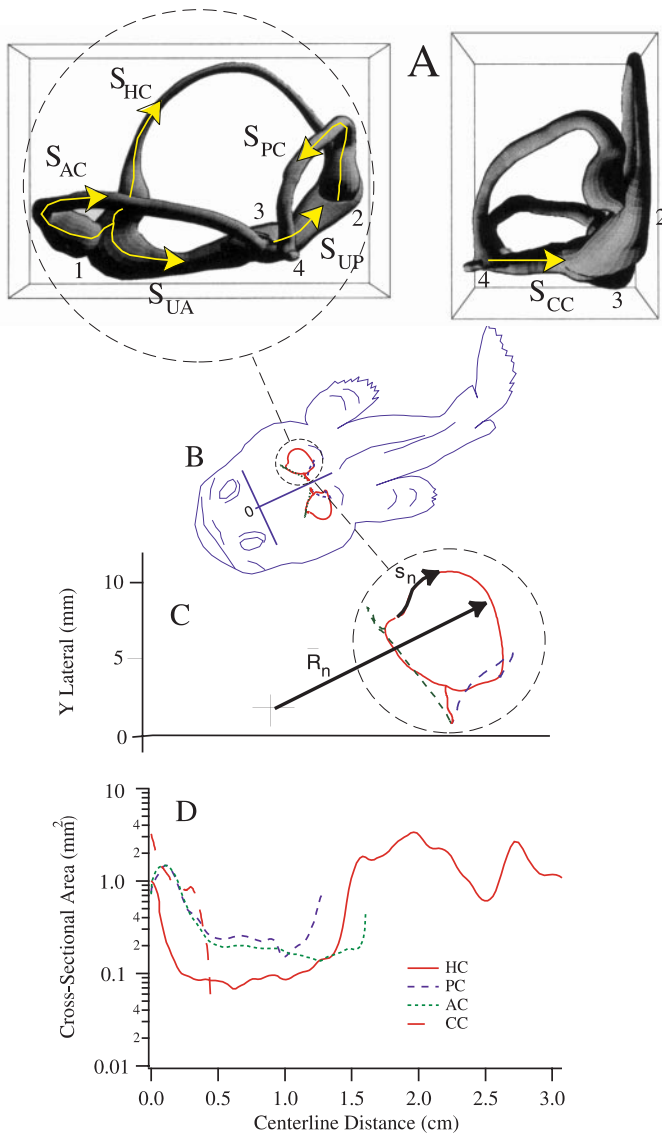 A
S_HC
S_PC
S_AC
3
2
2
1
S_UA
4
S_UP
4
S_CC
3
B
0
C
10
5
0
Y Lateral (mm)
s_n
R̄_n
D
10
4
2
1.0
4
2
0.1
4
2
0.01
Cross-Sectional Area (mm²)
HC
PC
AC
CC
0.0 0.5 1.0 1.5 2.0 2.5 3.0
Centerline Distance (cm)